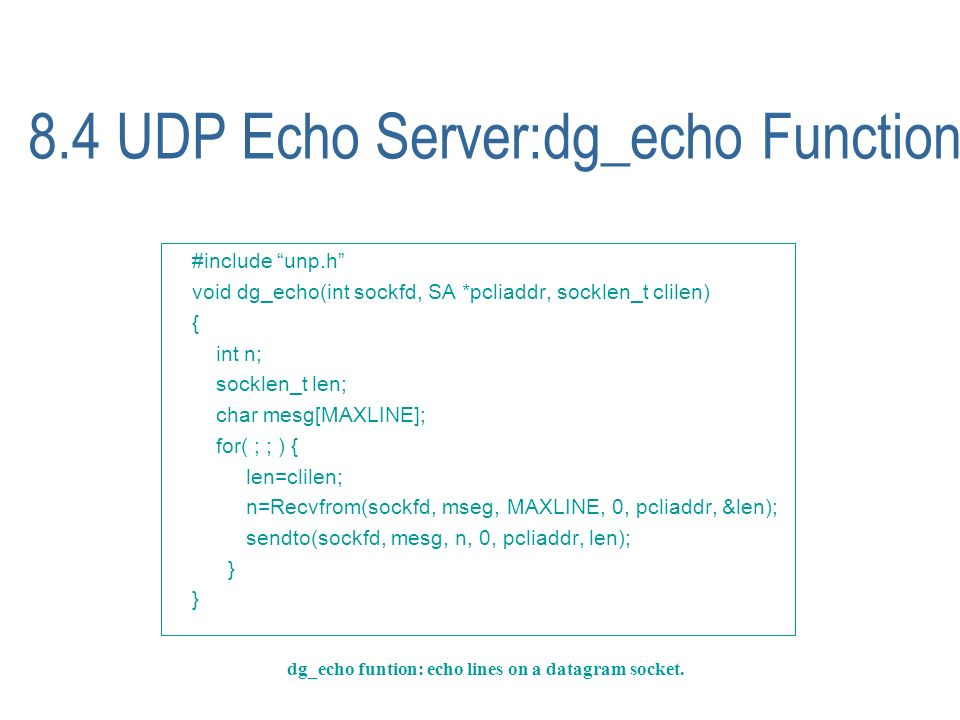 8.4 UDP Echo Server:dg_echo Function
#include “unp.h”
void dg_echo(int sockfd, SA *pcliaddr, socklen_t clilen)
{
int n;
socklen_t len;
char mesg[MAXLINE];
for( ; ; ) {
len=clilen;
n=Recvfrom(sockfd, mseg, MAXLINE, 0, pcliaddr, &len);
sendto(sockfd, mesg, n, 0, pcliaddr, len);
}
}
dg_echo funtion: echo lines on a datagram socket.